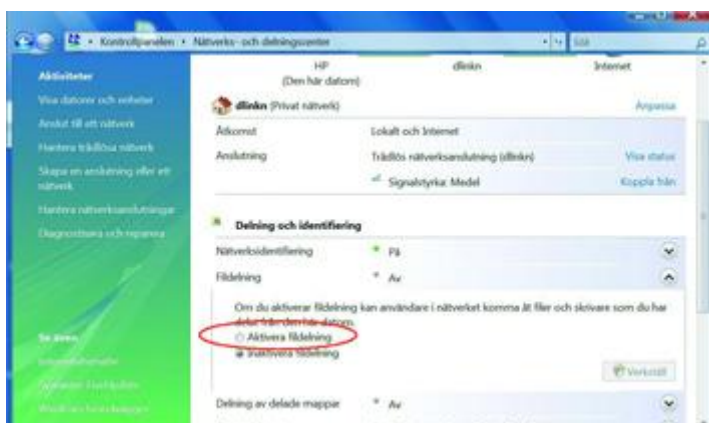 Kontrollpanelen
Nätverks- och delningscenter
Sök
Aktiviteter
Visa datorer och enheter
Anslut till ett nätverk
Hantera trådlösa nätverk
Skapa en anslutning eller ett
nätverk
Hantera nätverksanslutningar
Diagnostisera och reparera
Se även
HP
(Den här datorn)
dlinkn
Internet
dlinkn (Privat nätverk)
Anpassa
Åtkomst
Lokalt och Internet
Anslutning
Trådlös nätverksanslutning (dlinkn)
Visa status
Signalstyrka: Medel
Koppla från
Delning och identifiering
Nätverksidentifiering
På
Fildelning
Av
Om du aktiverar fildelning kan användare i nätverket komma åt filer och skrivare som du har
delat från den här datorn.
Aktivera fildelning
Inaktivera fildelning
Verkställ
Delning av delade mappar
Av